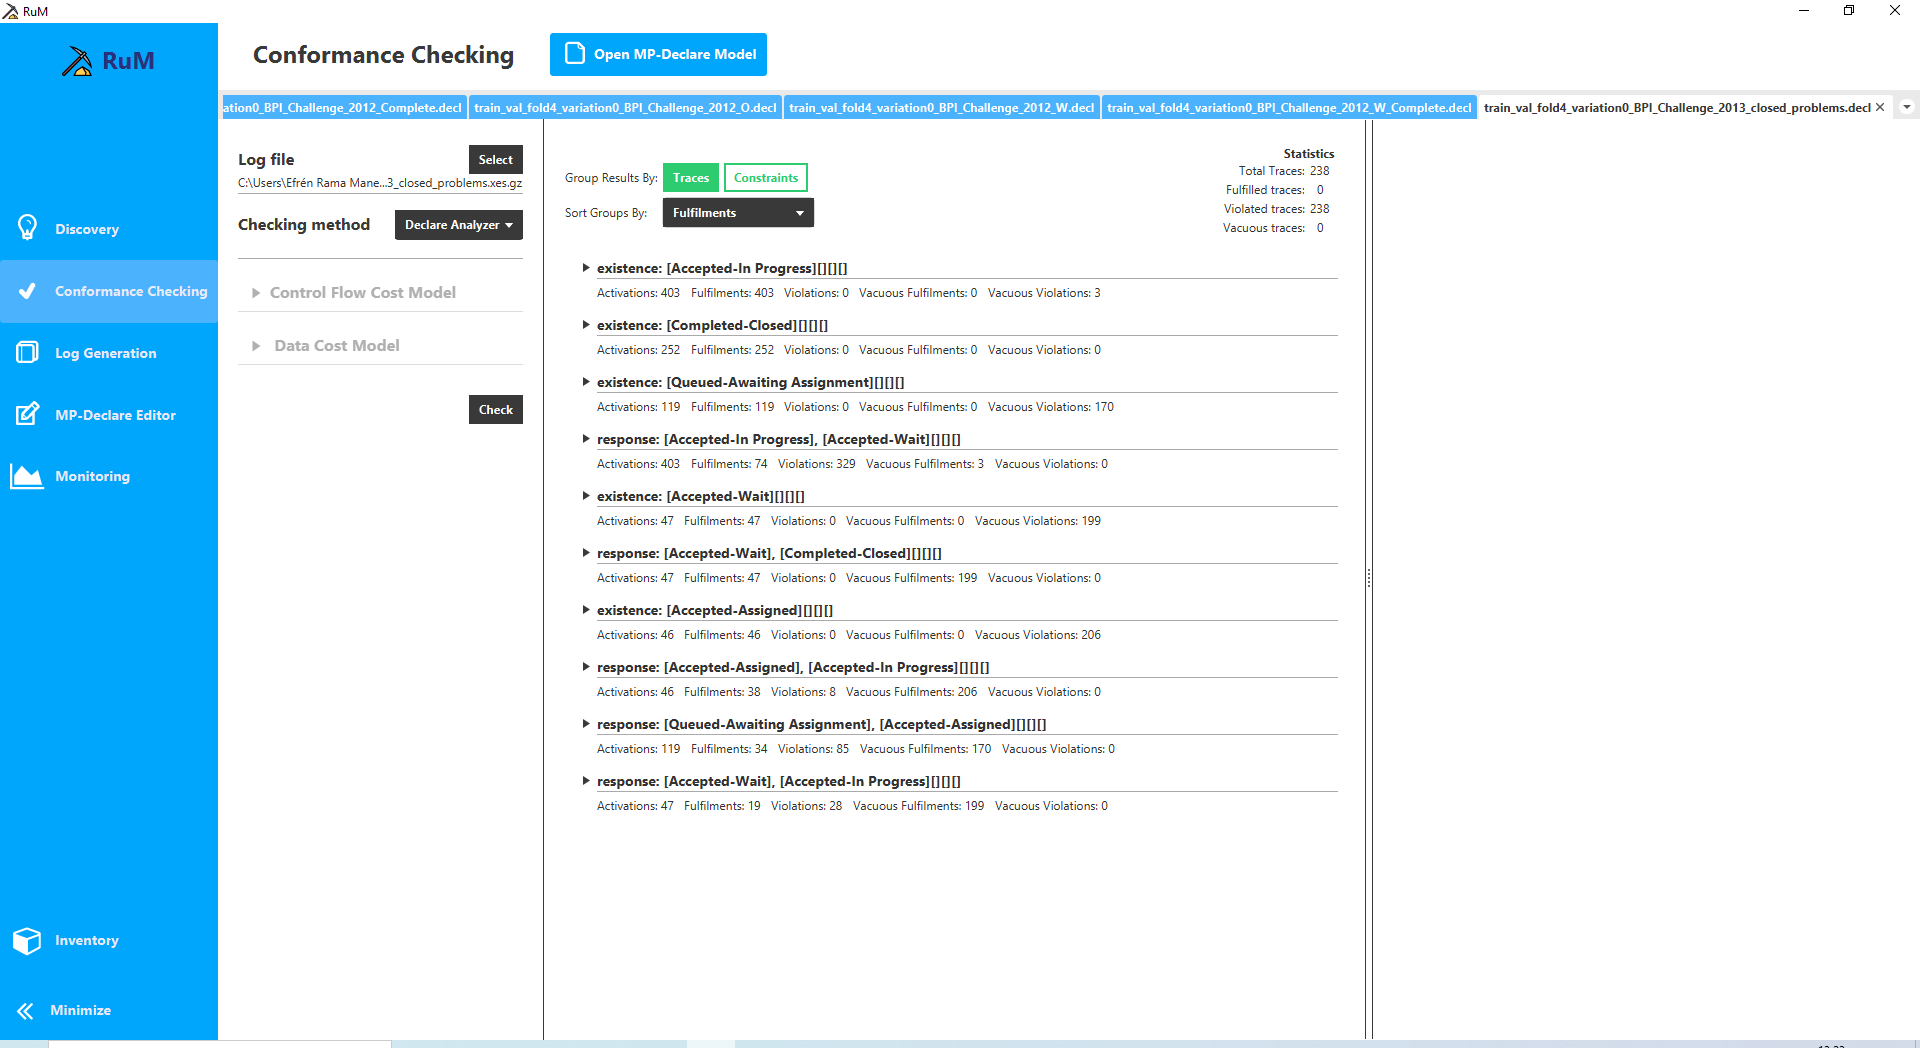 RuM
RuM
Conformance Checking
Open MP-Declare Model
ation0_BPI_Challenge_2012_Complete.decl
train_val_fold4_variation0_BPI_Challenge_2012_O.decl
train_val_fold4_variation0_BPI_Challenge_2012_W.decl
train_val_fold4_variation0_BPI_Challenge_2012_W_Complete.decl
train_val_fold4_variation0_BPI_Challenge_2013_closed_problems.decl
Discovery
Conformance Checking
Log Generation
MP-Declare Editor
Monitoring
Inventory
Minimize
Log file
Select
C:\Users\Efrén Rama Mane...3_closed_problems.xes.gz
Checking method
Declare Analyzer
Control Flow Cost Model
Data Cost Model
Check
Group Results By: Traces Constraints
Sort Groups By: Fulfilments
Statistics
Total Traces: 238
Fulfilled traces: 0
Violated traces: 238
Vacuous traces: 0
existence: [Accepted-In Progress][][][]
Activations: 403 Fulfilments: 403 Violations: 0 Vacuous Fulfilments: 0 Vacuous Violations: 3
existence: [Completed-Closed][][][]
Activations: 252 Fulfilments: 252 Violations: 0 Vacuous Fulfilments: 0 Vacuous Violations: 0
existence: [Queued-Awaiting Assignment][][][]
Activations: 119 Fulfilments: 119 Violations: 0 Vacuous Fulfilments: 0 Vacuous Violations: 170
response: [Accepted-In Progress], [Accepted-Wait][][][]
Activations: 403 Fulfilments: 74 Violations: 329 Vacuous Fulfilments: 3 Vacuous Violations: 0
existence: [Accepted-Wait][][][]
Activations: 47 Fulfilments: 47 Violations: 0 Vacuous Fulfilments: 0 Vacuous Violations: 199
response: [Accepted-Wait], [Completed-Closed][][][]
Activations: 47 Fulfilments: 47 Violations: 0 Vacuous Fulfilments: 199 Vacuous Violations: 0
existence: [Accepted-Assigned][][][]
Activations: 46 Fulfilments: 46 Violations: 0 Vacuous Fulfilments: 0 Vacuous Violations: 206
response: [Accepted-Assigned], [Accepted-In Progress][][][]
Activations: 46 Fulfilments: 38 Violations: 8 Vacuous Fulfilments: 206 Vacuous Violations: 0
response: [Queued-Awaiting Assignment], [Accepted-Assigned][][][]
Activations: 119 Fulfilments: 34 Violations: 85 Vacuous Fulfilments: 170 Vacuous Violations: 0
response: [Accepted-Wait], [Accepted-In Progress][][][]
Activations: 47 Fulfilments: 19 Violations: 28 Vacuous Fulfilments: 199 Vacuous Violations: 0